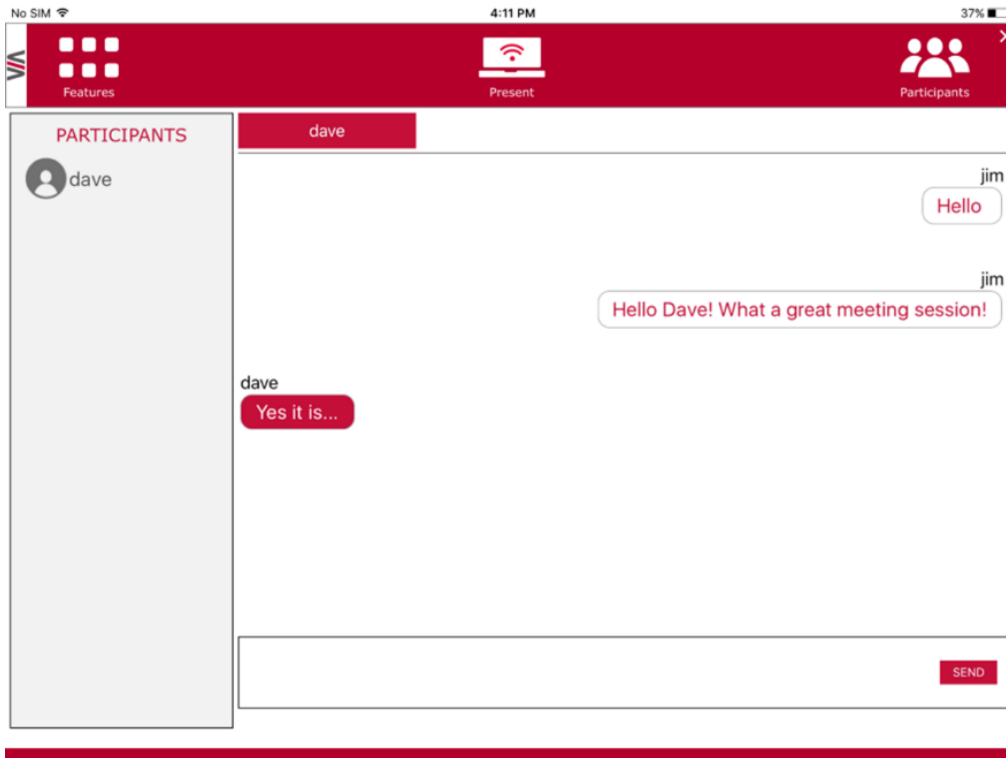 No SIM 4:11 PM 37%
Features Present Participants
PARTICIPANTS dave
dave
jim
Hello
jim
Hello Dave! What a great meeting session!
dave
Yes it is...
SEND